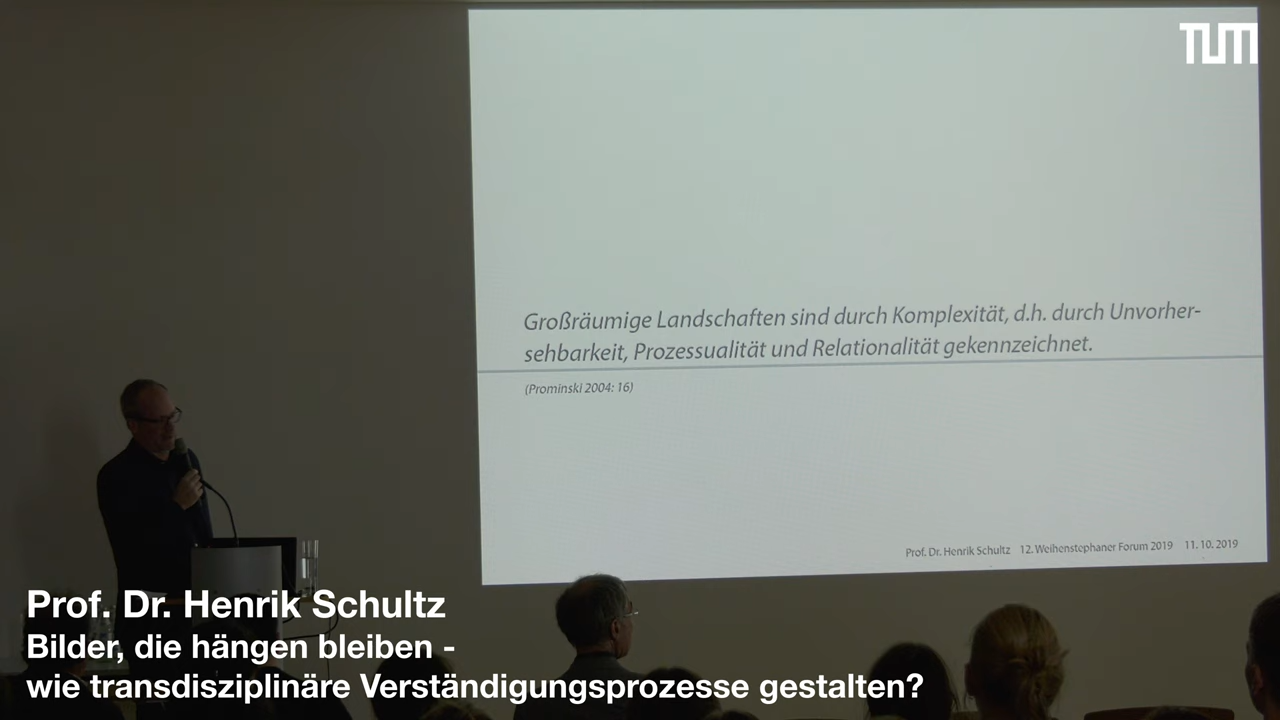 TUM
Großräumige Landschaften sind durch Komplexität, d.h. durch Unvorher-
sehbarkeit, Prozessualität und Relationalität gekennzeichnet.
(Prominski 2004: 16)
Prof. Dr. Henrik Schultz 12. Weihenstephaner Forum 2019 11. 10. 2019
Prof. Dr. Henrik Schultz
Bilder, die hängen bleiben -
wie transdisziplinäre Verständigungsprozesse gestalten?